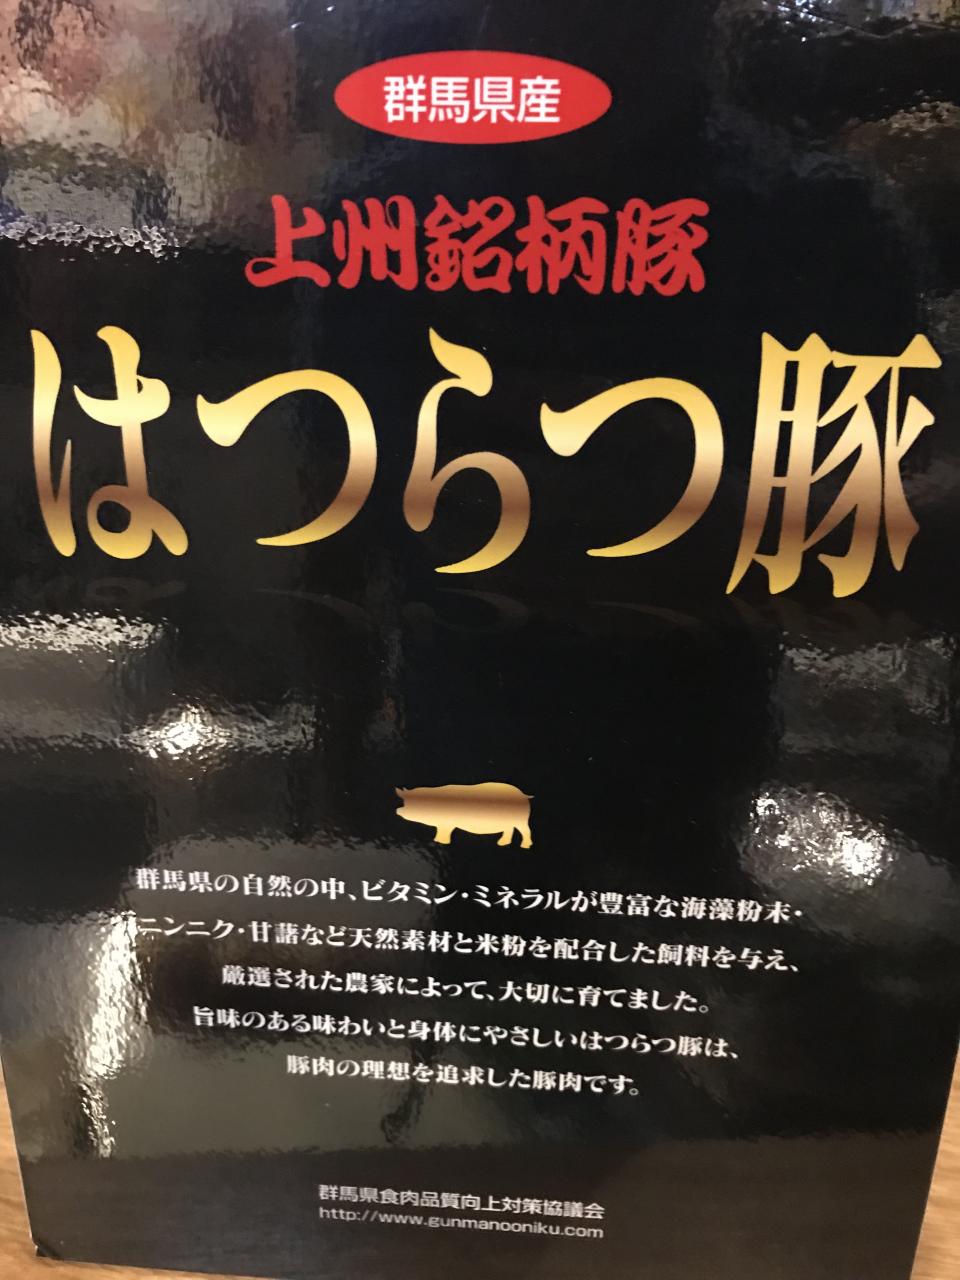 群馬県産
上州銘柄豚
はつらつ豚
群馬県の自然の中、ビタミン・ミネラルが豊富な海藻粉末・
ニンニク・甘藷など天然素材と米粉を配合した飼料を与え、
厳選された農家によって、大切に育てました。
旨味のある味わいと身体にやさしいはつらつ豚は、
豚肉の理想を追求した豚肉です。
群馬県食肉品質向上対策協議会
http://www.gunmanooniku.com